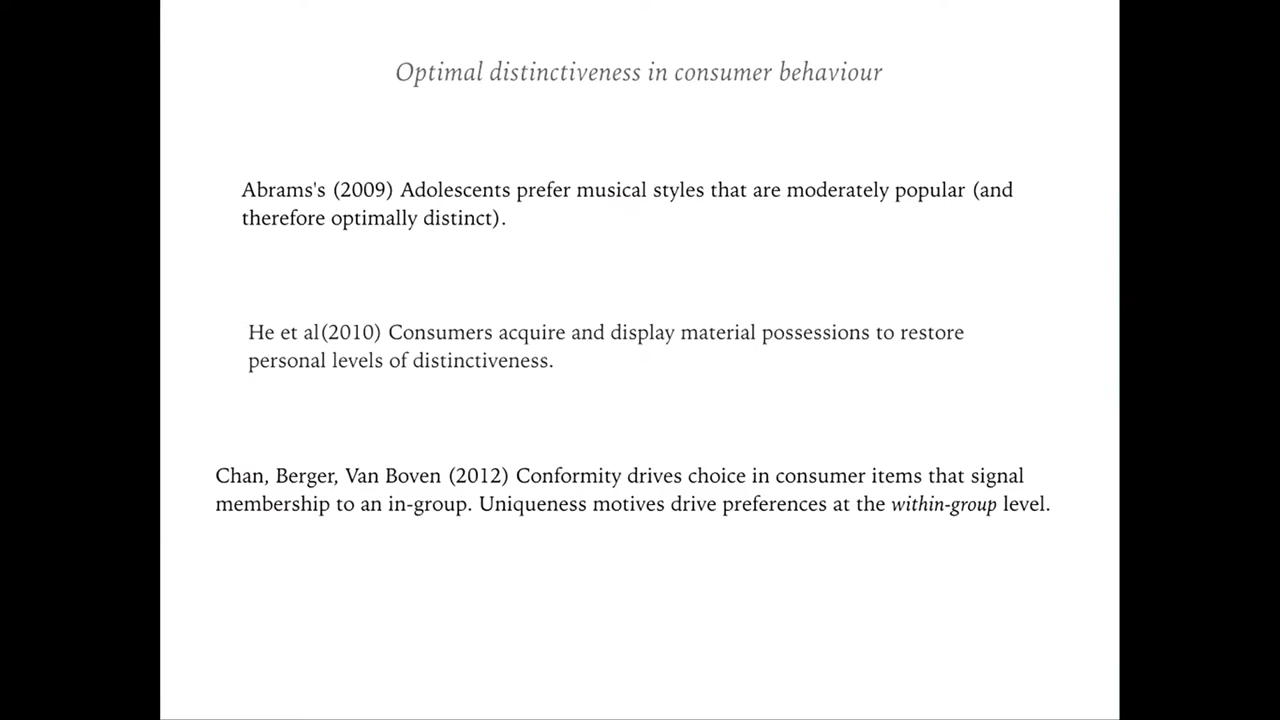 Optimal distinctiveness in consumer behaviour
Abrams's (2009) Adolescents prefer musical styles that are moderately popular (and
therefore optimally distinct).
He et al(2010) Consumers acquire and display material possessions to restore
personal levels of distinctiveness.
Chan, Berger, Van Boven (2012) Conformity drives choice in consumer items that signal
membership to an in-group. Uniqueness motives drive preferences at the within-group level.